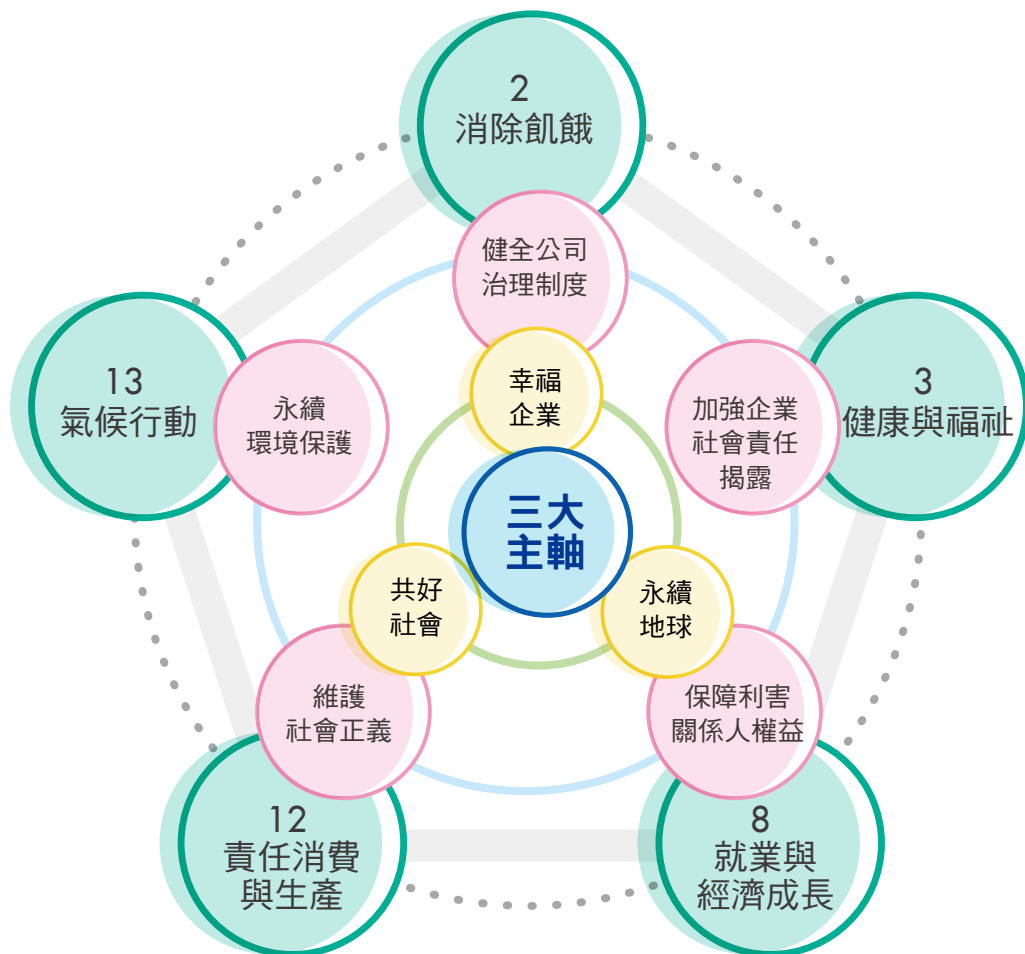 2
消除飢餓
健全公司
治理制度
幸福
企業
13
氣候行動
永續
環境保護
加強企業
社會責任
揭露
3
健康與福祉
三大
主軸
共好
社會
永續
地球
維護
社會正義
保障利害
關係人權益
12
責任消費
與生產
8
就業與
經濟成長